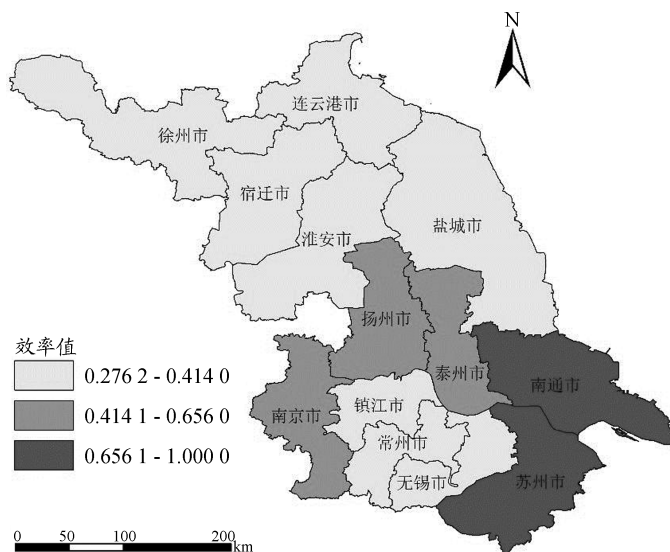 N
连云港市
徐州市
宿迁市
盐城市
淮安市
扬州市
效率值
0.276 2 - 0.414 0
泰州市
南通市
0.414 1 - 0.656 0
镇江市
南京市
常州市
0.656 1 - 1.000 0
无锡市
苏州市
0 50 100 200
km